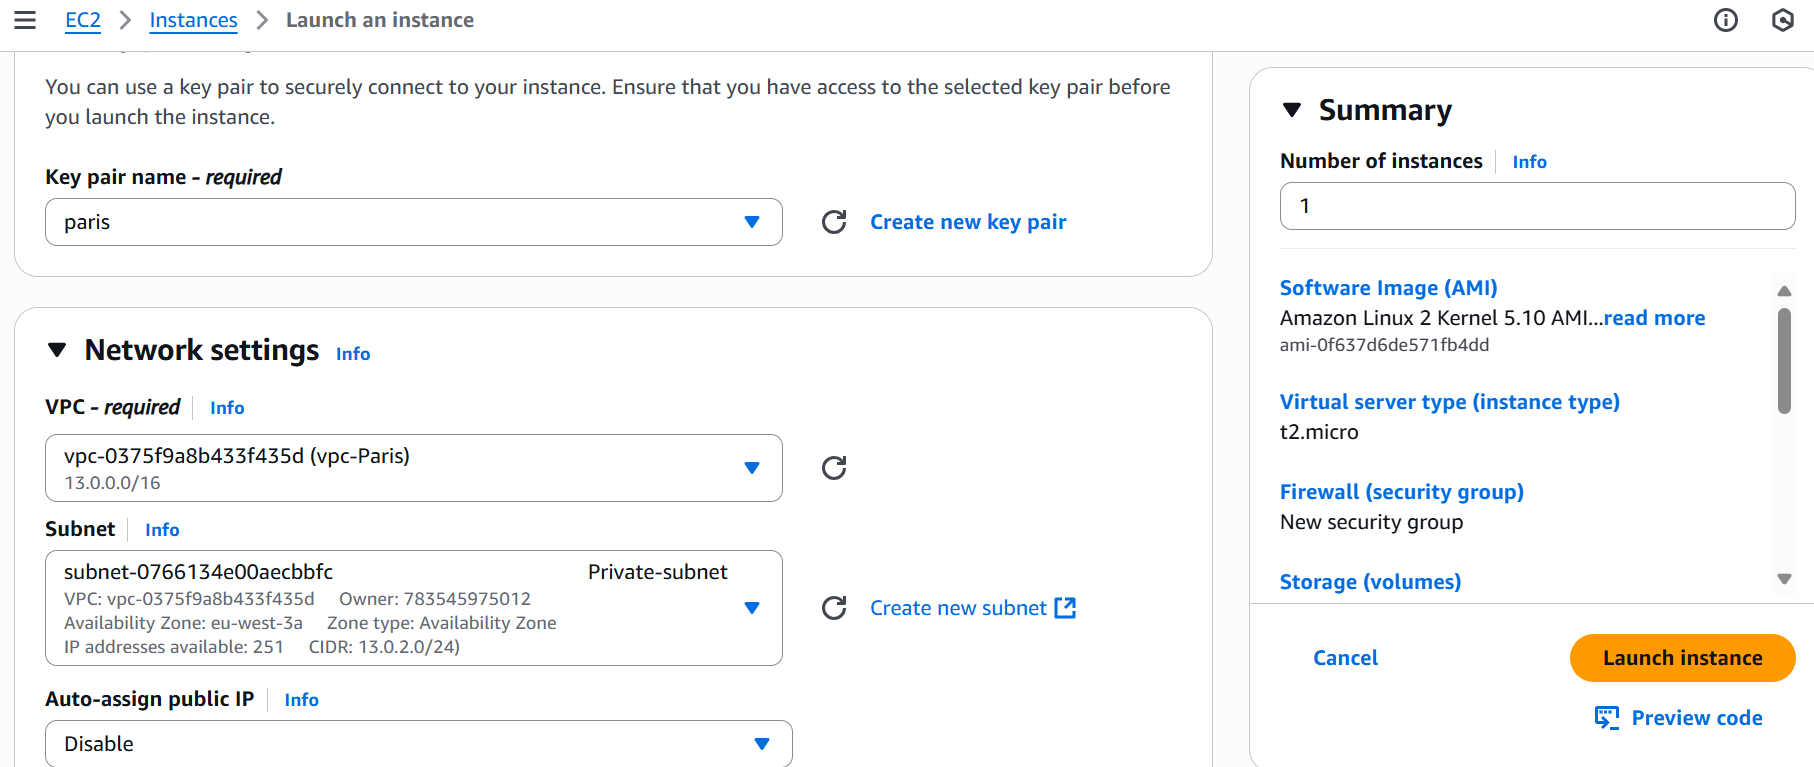 EC2 > Instances > Launch an instance
You can use a key pair to securely connect to your instance. Ensure that you have access to the selected key pair before
you launch the instance.
Key pair name - required
paris
Create new key pair
Network settings Info
VPC - required Info
vpc-0375f9a8b433f435d (vpc-Paris)
13.0.0.0/16
Subnet Info
subnet-0766134e00aecbbfc Private-subnet
VPC: vpc-0375f9a8b433f435d Owner: 783545975012
Availability Zone: eu-west-3a Zone type: Availability Zone
IP addresses available: 251 CIDR: 13.0.2.0/24)
Create new subnet
Auto-assign public IP Info
Disable
Summary
Number of instances Info
1
Software Image (AMI)
Amazon Linux 2 Kernel 5.10 AMI...read more
ami-0f637d6de571fb4dd
Virtual server type (instance type)
t2.micro
Firewall (security group)
New security group
Storage (volumes)
Cancel
Launch instance
Preview code